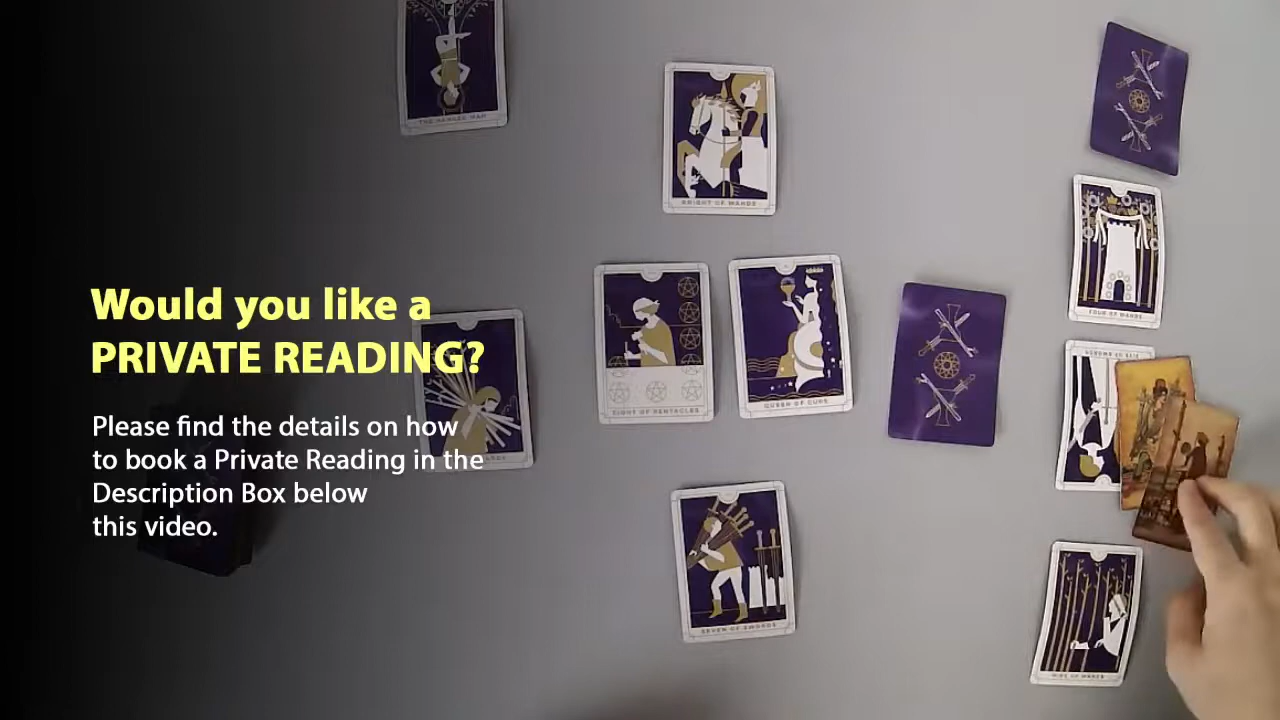 THE HANGED MAN
KNIGHT OF WANDS
FOUR OF WANDS
Would you like a
PRIVATE READING?
EIGHT OF PENTACLES
QUEEN OF CUPS
Please find the details on how
to book a Private Reading in the
Description Box below
this video.
SEVEN OF SWORDS
NINE OF WANDS